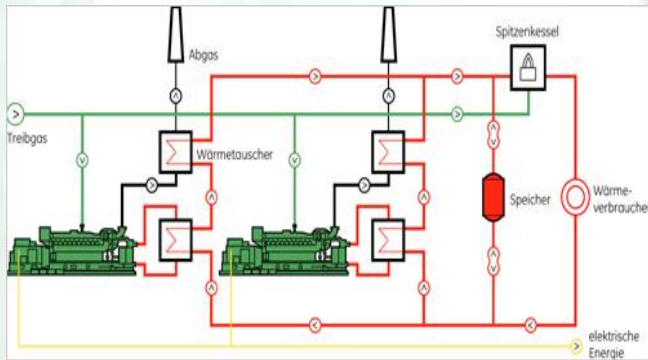 Spitzenkessel
Abgas
Treibgas
Wärmetauscher
Speicher
Wärme-
verbraucher
elektrische
Energie